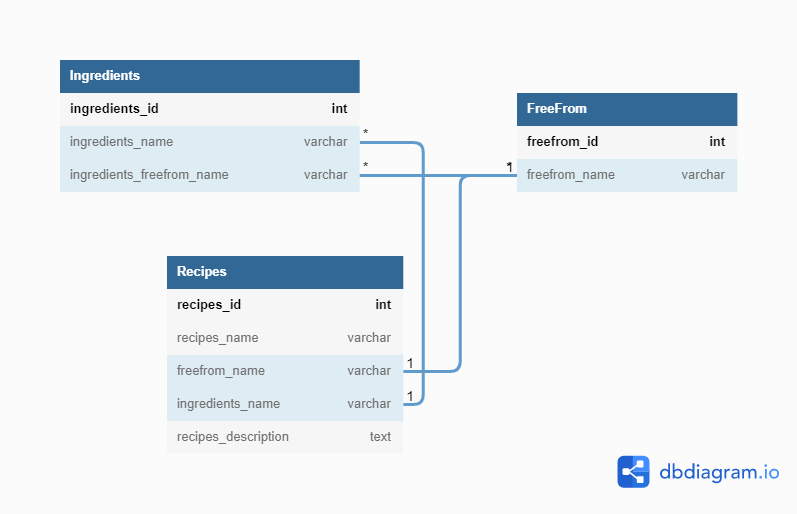 Ingredients
ingredients_id int
ingredients_name varchar
*
ingredients_freefrom_name varchar
*
FreeFrom
freefrom_id int
1
freefrom_name varchar
Recipes
recipes_id int
recipes_name varchar
freefrom_name varchar
1
ingredients_name varchar
1
recipes_description text
dbdiagram.io